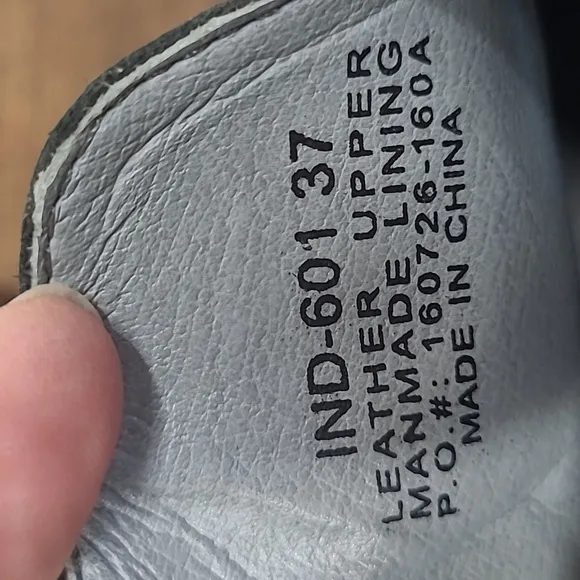 IND-601 37
LEATHER UPPER
MANMADE LINING
P.O.#: 160726-160A
MADE IN CHINA